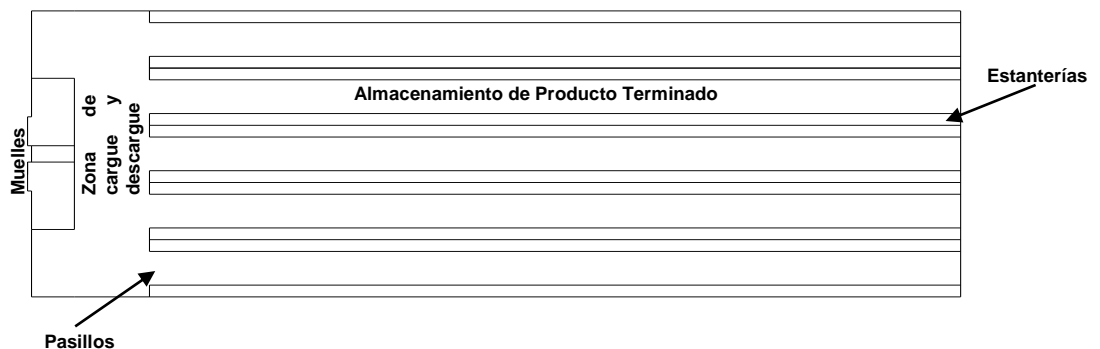 Estanterías
Almacenamiento de Producto Terminado
Muelles
Zona de
cargue y
descargue
Pasillos